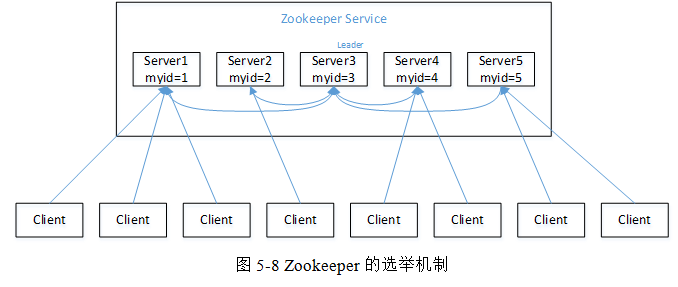 Zookeeper Service
Leader
Server1 Server2 Server3 Server4 Server5
myid=1 myid=2 myid=3 myid=4 myid=5
Client Client Client Client Client Client Client Client
图 5-8 Zookeeper 的选举机制